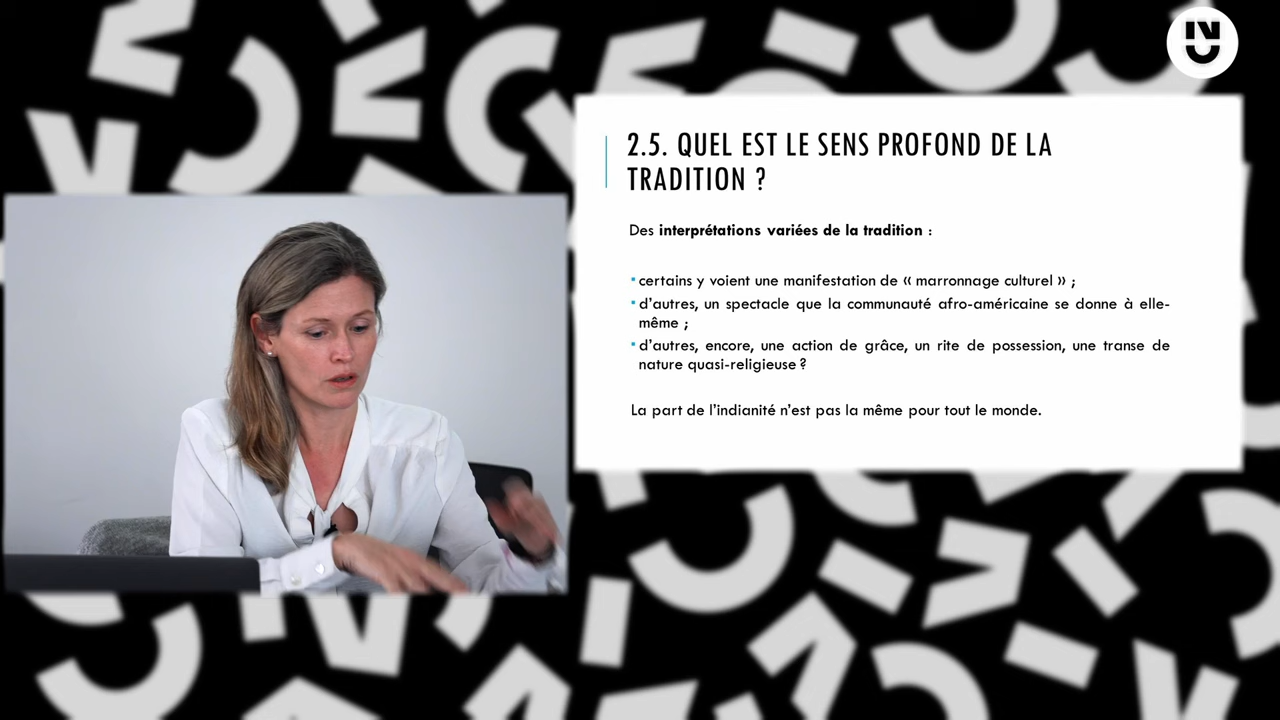 IN
U
2.5. QUEL EST LE SENS PROFOND DE LA
TRADITION ?
Des interprétations variées de la tradition :
▪ certains y voient une manifestation de « marronnage culturel » ;
▪ d’autres, un spectacle que la communauté afro-américaine se donne à elle-
même ;
▪ d’autres, encore, une action de grâce, un rite de possession, une transe de
nature quasi-religieuse ?
La part de l’indianité n’est pas la même pour tout le monde.